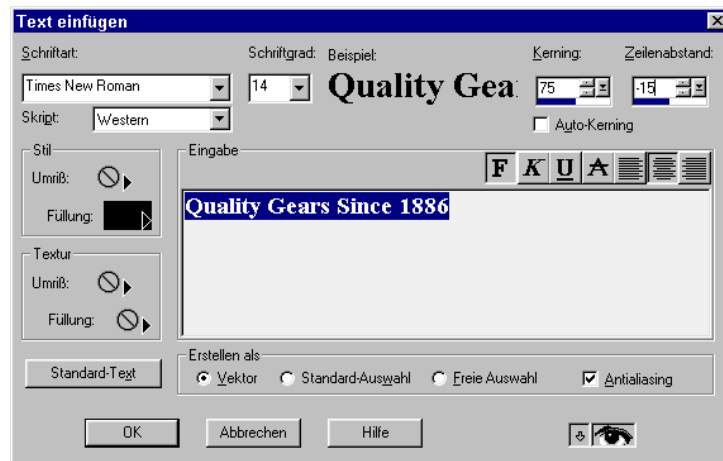 Text einfügen
Schriftart: Schriftgrad: Beispiel: Kerning: Zeilenabstand:
Times New Roman 14 Quality Gea 75 -15
Skript: Western Auto-Kerning
Stil Eingabe
F K U A
Umriß:
Füllung:
Quality Gears Since 1886
Textur
Umriß:
Füllung:
Erstellen als
Standard-Text Vektor Standard-Auswahl Freie Auswahl Antialiasing
OK Abbrechen Hilfe